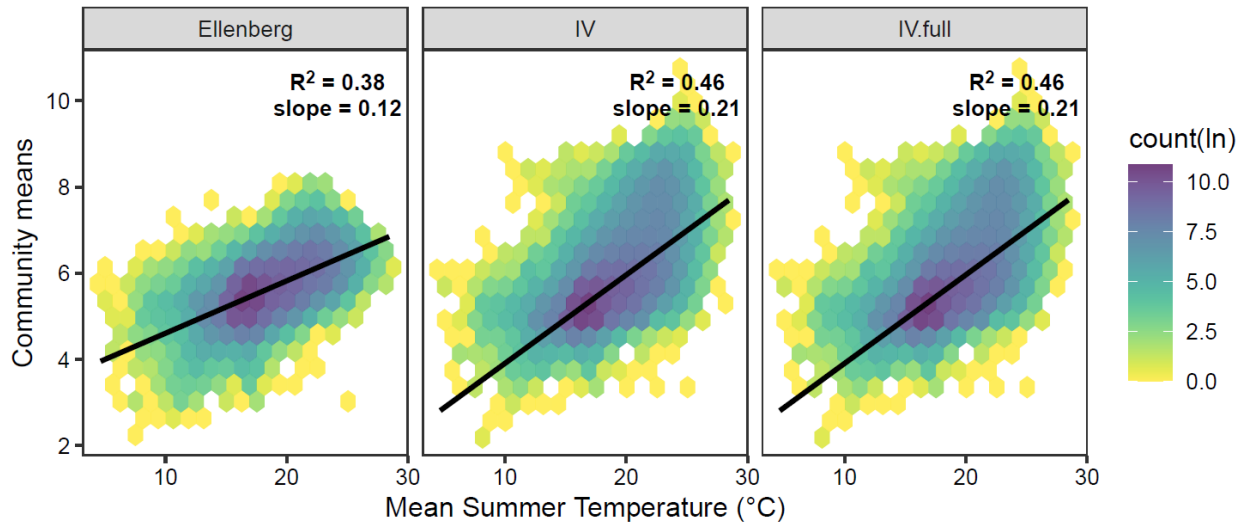 Ellenberg
IV
IV.full
R² = 0.38
slope = 0.12
R² = 0.46
slope = 0.21
R² = 0.46
slope = 0.21
Community means
10
8
6
4
2
10
20
30
10
20
30
10
20
30
Mean Summer Temperature (°C)
count(ln)
10.0
7.5
5.0
2.5
0.0